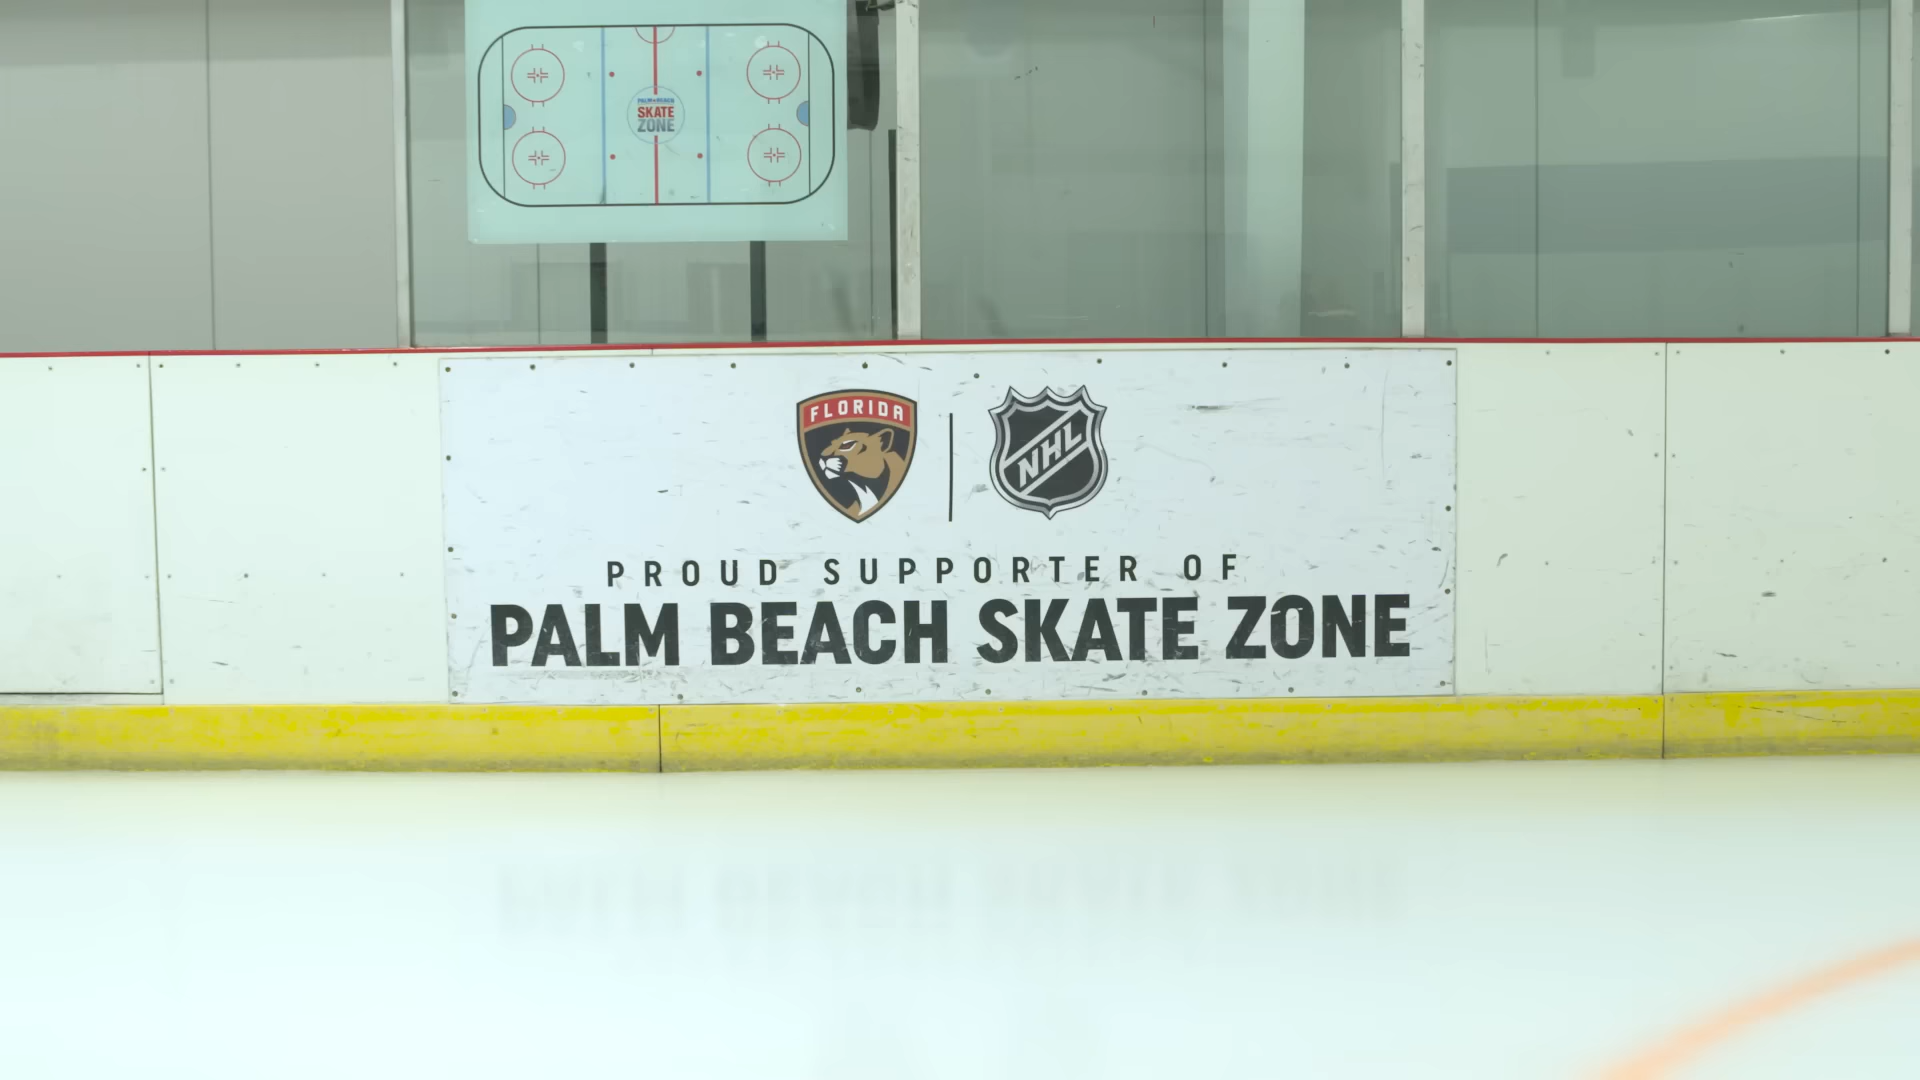 PALM BEACH
SKATE
ZONE
FLORIDA
NHL
PROUD SUPPORTER OF
PALM BEACH SKATE ZONE